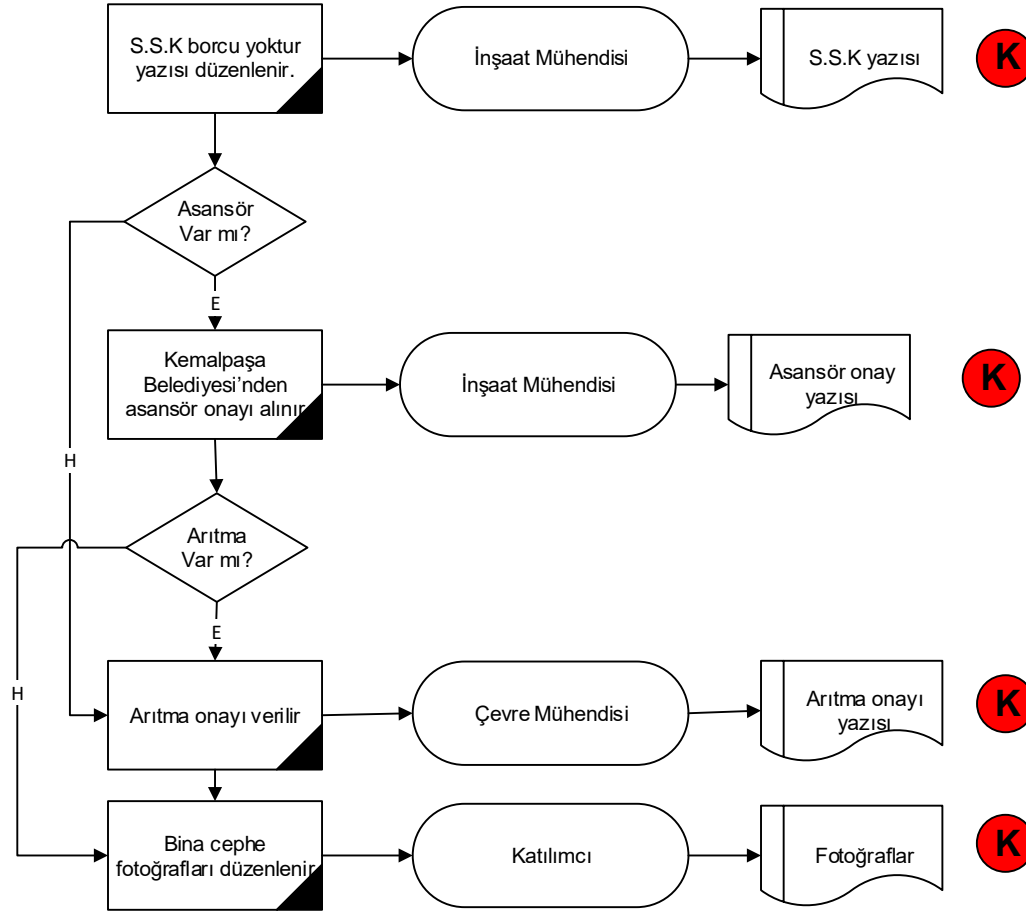 S.S.K borcu yoktur
yazısı düzenlenir.
İnşaat Mühendisi
S.S.K yazısı
K
Asansör
Var mı?
E
Kemalpaşa
Belediyesi’nden
asansör onayı alınır
İnşaat Mühendisi
Asansör onay
yazısı
K
H
Arıtma
Var mı?
E
H
Arıtma onayı verilir
Çevre Mühendisi
Arıtma onayı
yazısı
K
Bina cephe
fotoğrafları düzenlenir
Katılımcı
Fotoğraflar
K